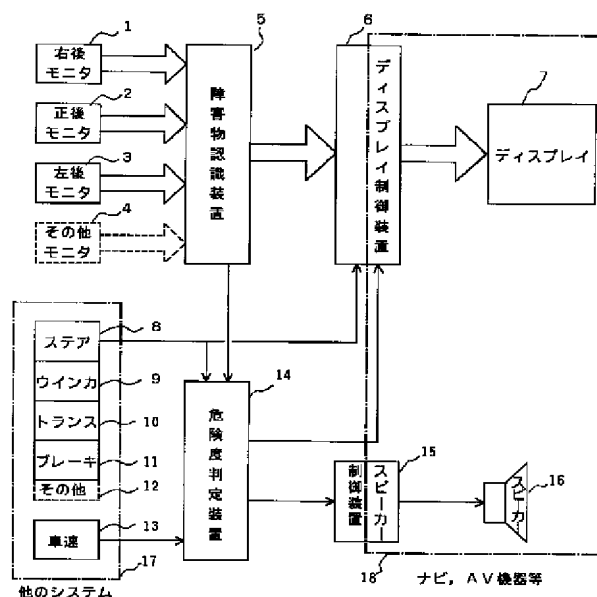 1
右後
モニタ
2
正後
モニタ
3
左後
モニタ
4
その他
モニタ
5
障害物認識装置
6
ディスプレイ制御装置
7
ディスプレイ
8
ステア
ウインカ
9
トランス
10
ブレーキ
11
その他
12
車速
13
17
他のシステム
14
危険度判定装置
15
スピーカー
制御装置
スピーカ
16
18
ナビ，AV機器等